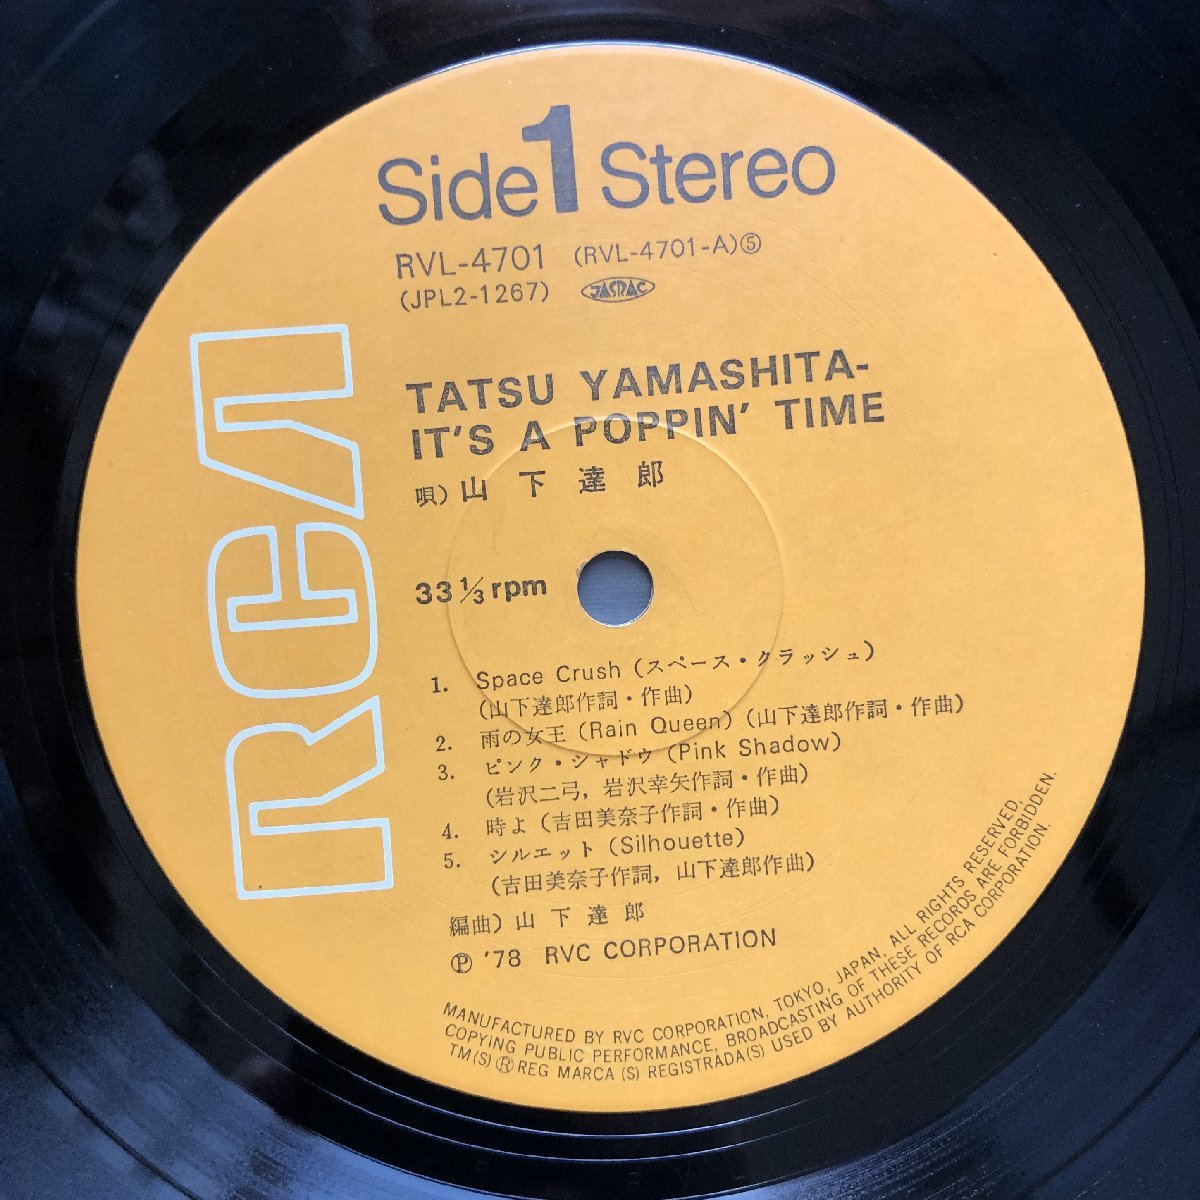 Side 1 Stereo
RVL-4701 (RVL-4701-A)⑤
(JPL2-1267) JASRAC
RCA
TATSU YAMASHITA-
IT'S A POPPIN' TIME
唄) 山下達郎
33 1/3 rpm
1. Space Crush (スペース・クラッシュ)
(山下達郎作詞・作曲)
2. 雨の女王 (Rain Queen) (山下達郎作詞・作曲)
3. ピンク・シャドゥ (Pink Shadow)
(岩沢二弓, 岩沢幸矢作詞・作曲)
4. 時よ (吉田美奈子作詞・作曲)
5. シルエット (Silhouette)
(吉田美奈子作詞, 山下達郎作曲)
編曲) 山下達郎
Ⓟ '78 RVC CORPORATION
MANUFACTURED BY RVC CORPORATION, TOKYO, JAPAN, ALL RIGHTS RESERVED,
COPYING PUBLIC PERFORMANCE, BROADCASTING OF THESE RECORDS ARE FORBIDDEN.
TM(S) ® REG MARCA (S) REGISTRADA(S) USED BY AUTHORITY OF RCA CORPORATION.